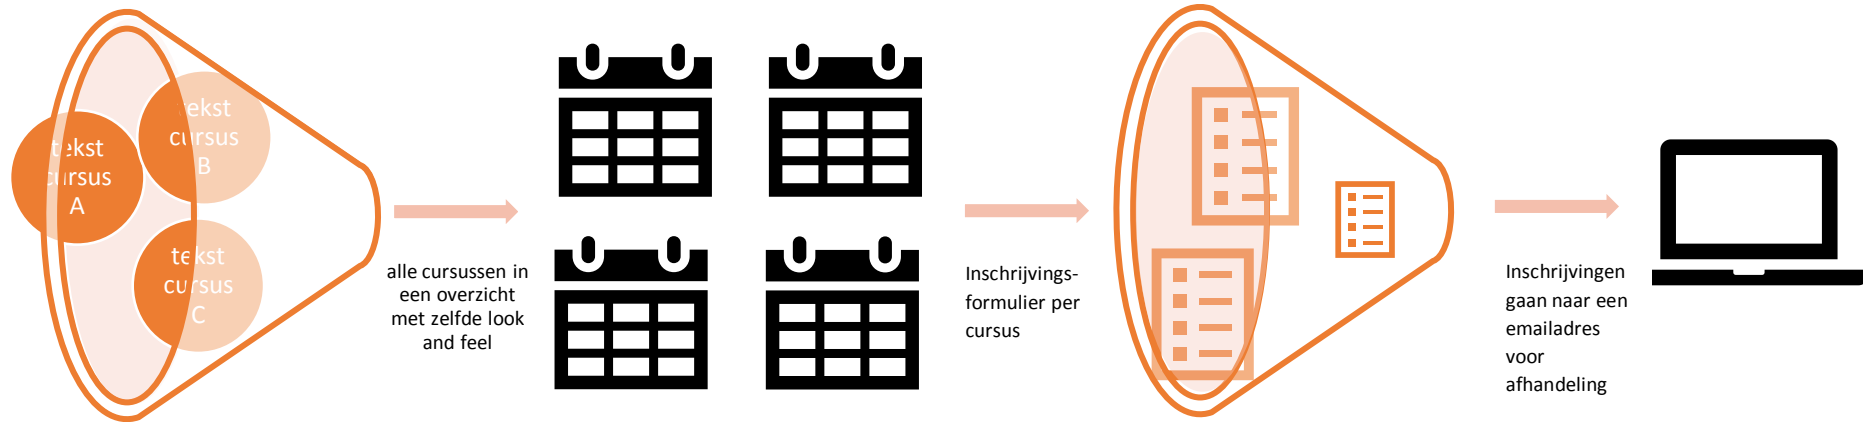 tekst
cursus
A
tekst
cursus
B
tekst
cursus
C
alle cursussen in
een overzicht
met zelfde look
and feel
Inschrijvings-
formulier per
cursus
Inschrijvingen
gaan naar een
emailadres
voor
afhandeling